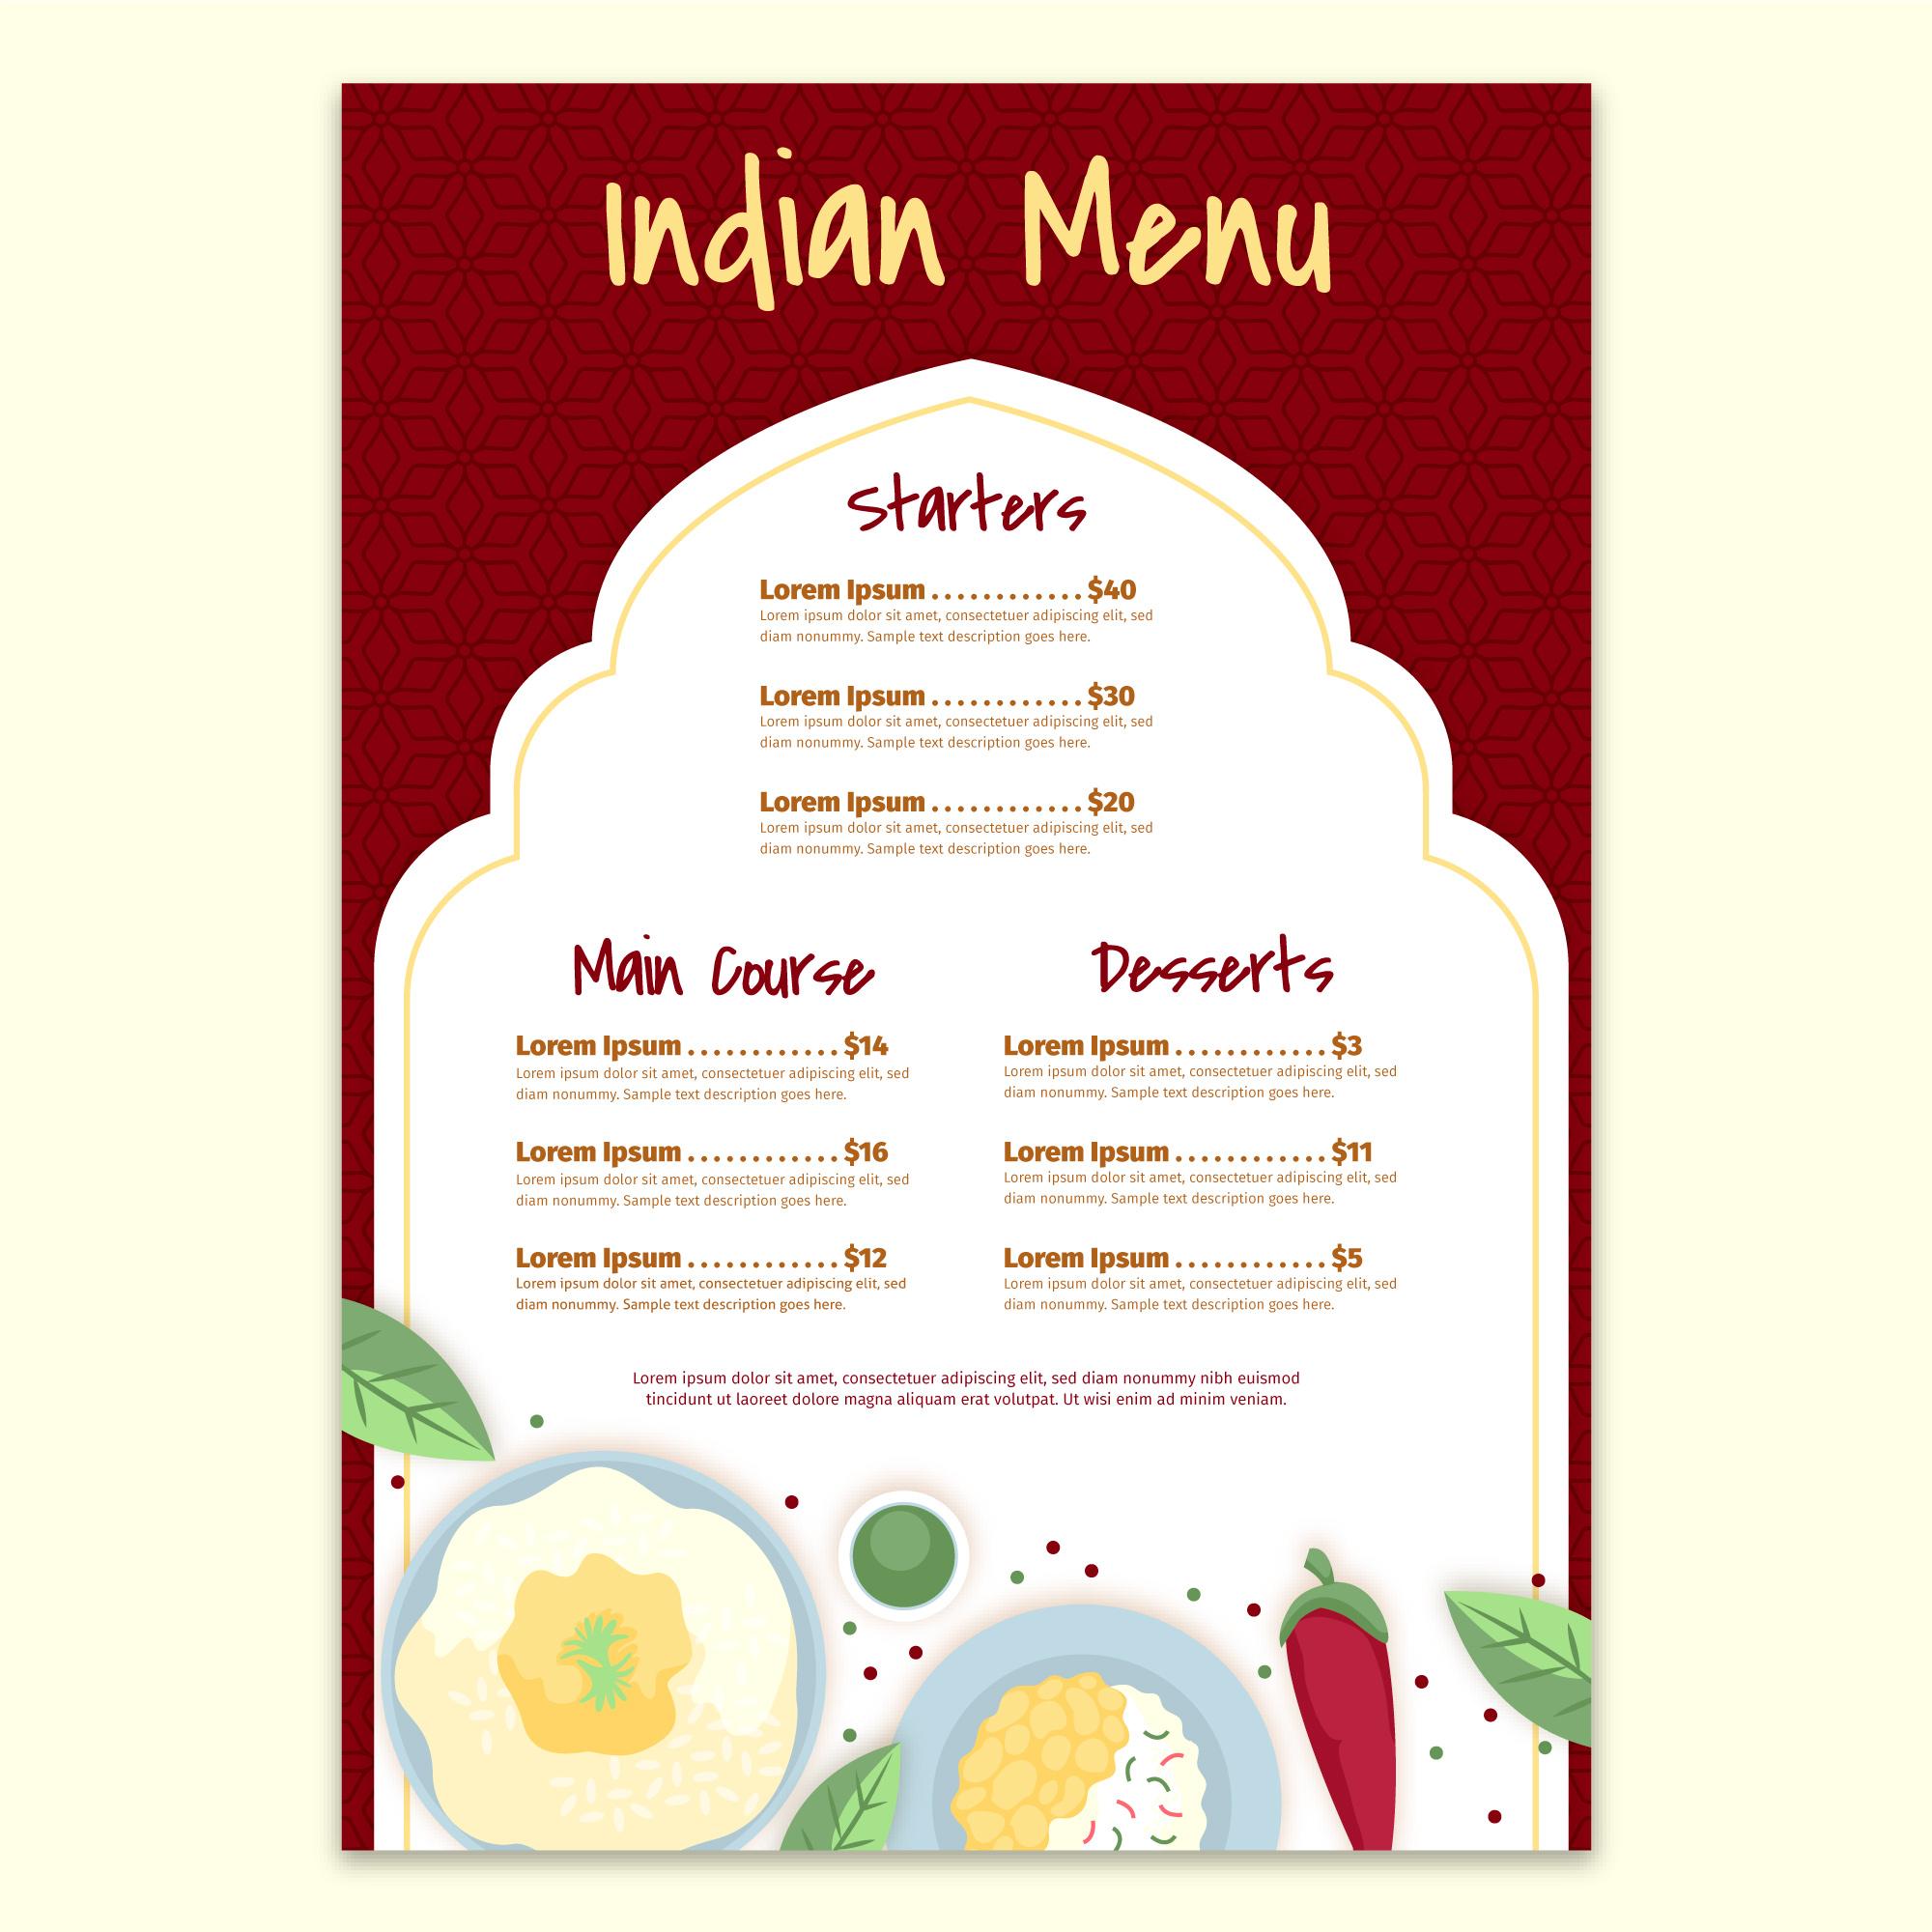 Indian Menu
Starters
Lorem Ipsum ............ $40
Lorem ipsum dolor sit amet, consectetuer adipiscing elit, sed
diam nonummy. Sample text description goes here.
Lorem Ipsum ............ $30
Lorem ipsum dolor sit amet, consectetuer adipiscing elit, sed
diam nonummy. Sample text description goes here.
Lorem Ipsum ............ $20
Lorem ipsum dolor sit amet, consectetuer adipiscing elit, sed
diam nonummy. Sample text description goes here.
Main Course
Lorem Ipsum ............ $14
Lorem ipsum dolor sit amet, consectetuer adipiscing elit, sed
diam nonummy. Sample text description goes here.
Lorem Ipsum ............ $16
Lorem ipsum dolor sit amet, consectetuer adipiscing elit, sed
diam nonummy. Sample text description goes here.
Lorem Ipsum ............ $12
Lorem ipsum dolor sit amet, consectetuer adipiscing elit, sed
diam nonummy. Sample text description goes here.
Desserts
Lorem Ipsum ............ $3
Lorem ipsum dolor sit amet, consectetuer adipiscing elit, sed
diam nonummy. Sample text description goes here.
Lorem Ipsum ............ $11
Lorem ipsum dolor sit amet, consectetuer adipiscing elit, sed
diam nonummy. Sample text description goes here.
Lorem Ipsum ............ $5
Lorem ipsum dolor sit amet, consectetuer adipiscing elit, sed
diam nonummy. Sample text description goes here.
Lorem ipsum dolor sit amet, consectetuer adipiscing elit, sed diam nonummy nibh euismod
tincidunt ut laoreet dolore magna aliquam erat volutpat. Ut wisi enim ad minim veniam.